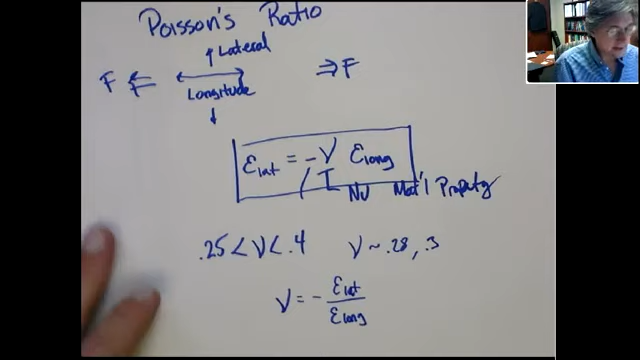 Poisson's Ratio
↑ Lateral
F ⇐ ⇒ F
Longitude
↓
ε_lat = -ν ε_long
Nu Mat'l Property
.25 < ν < .4 ν ~ .28, .3
ν = - ε_lat / ε_long